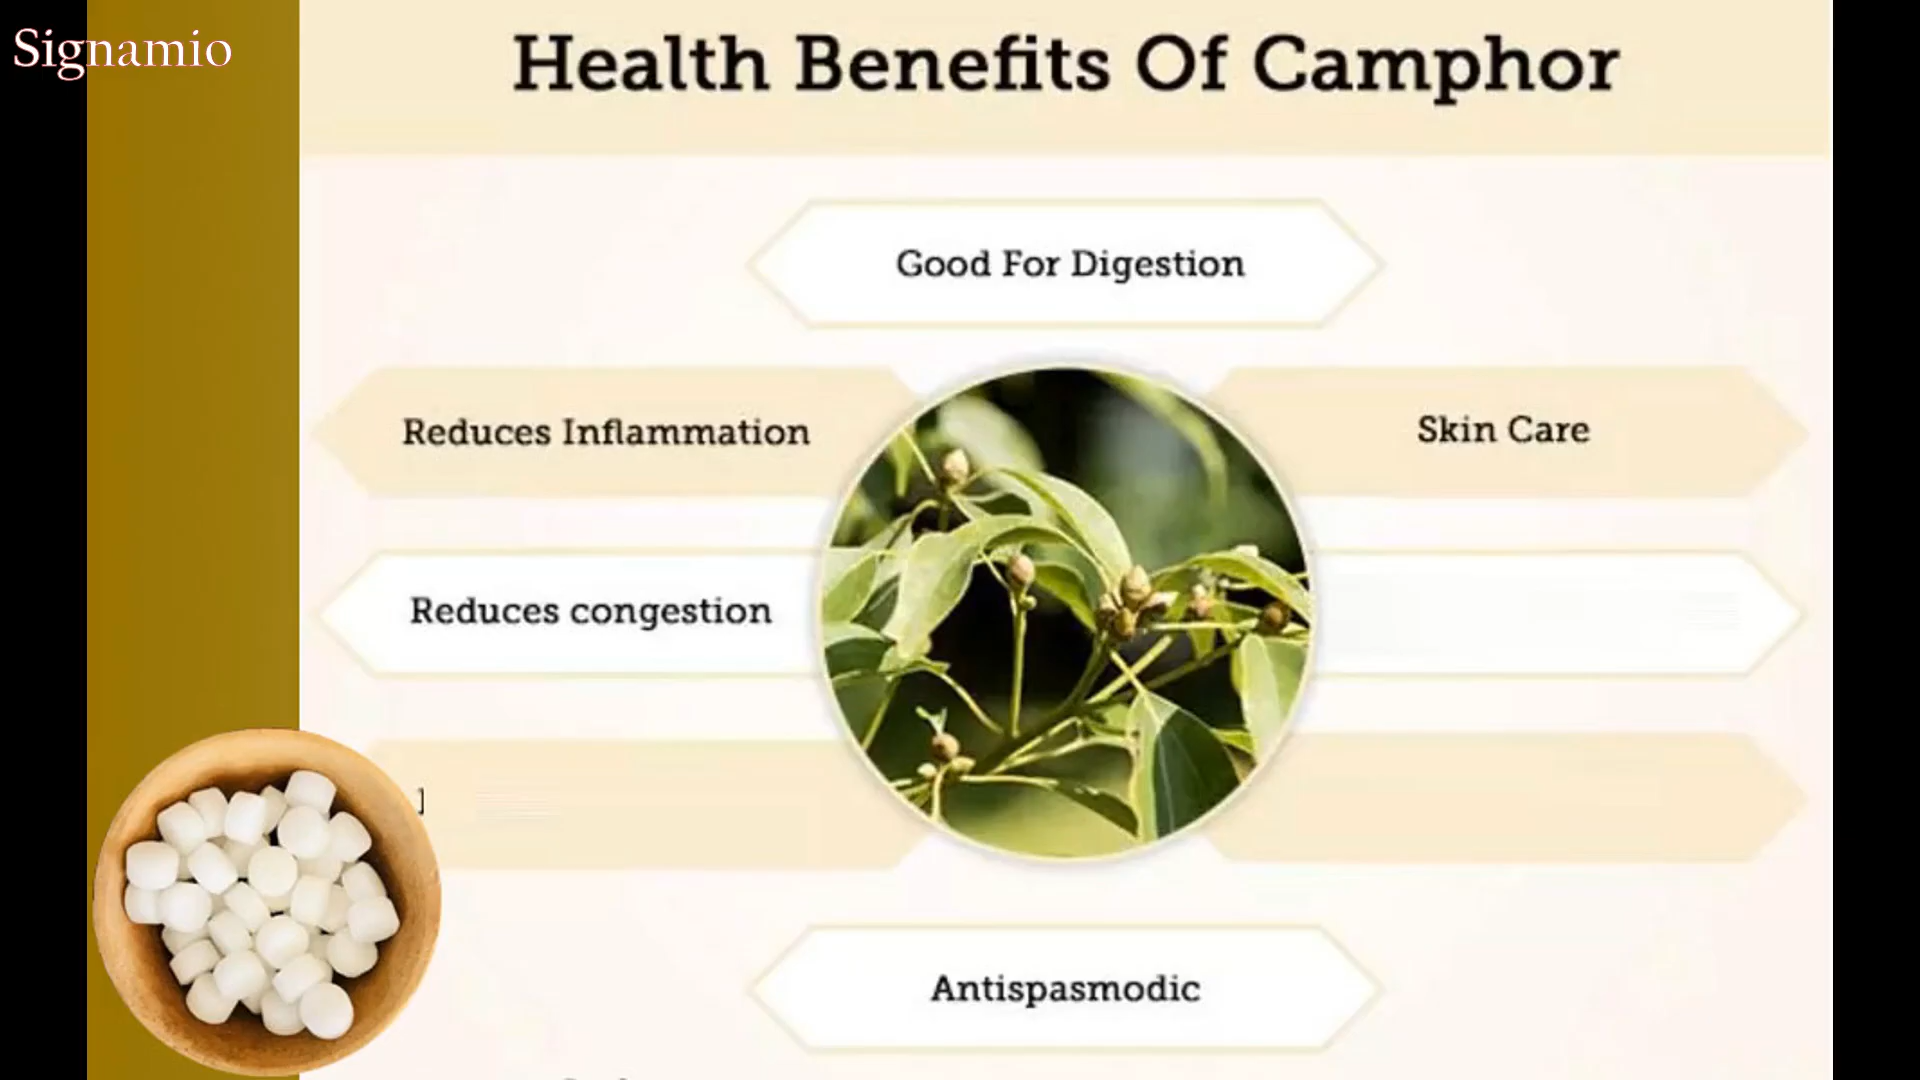 Signamio
Health Benefits Of Camphor
Good For Digestion
Reduces Inflammation
Skin Care
Reduces congestion
Antispasmodic